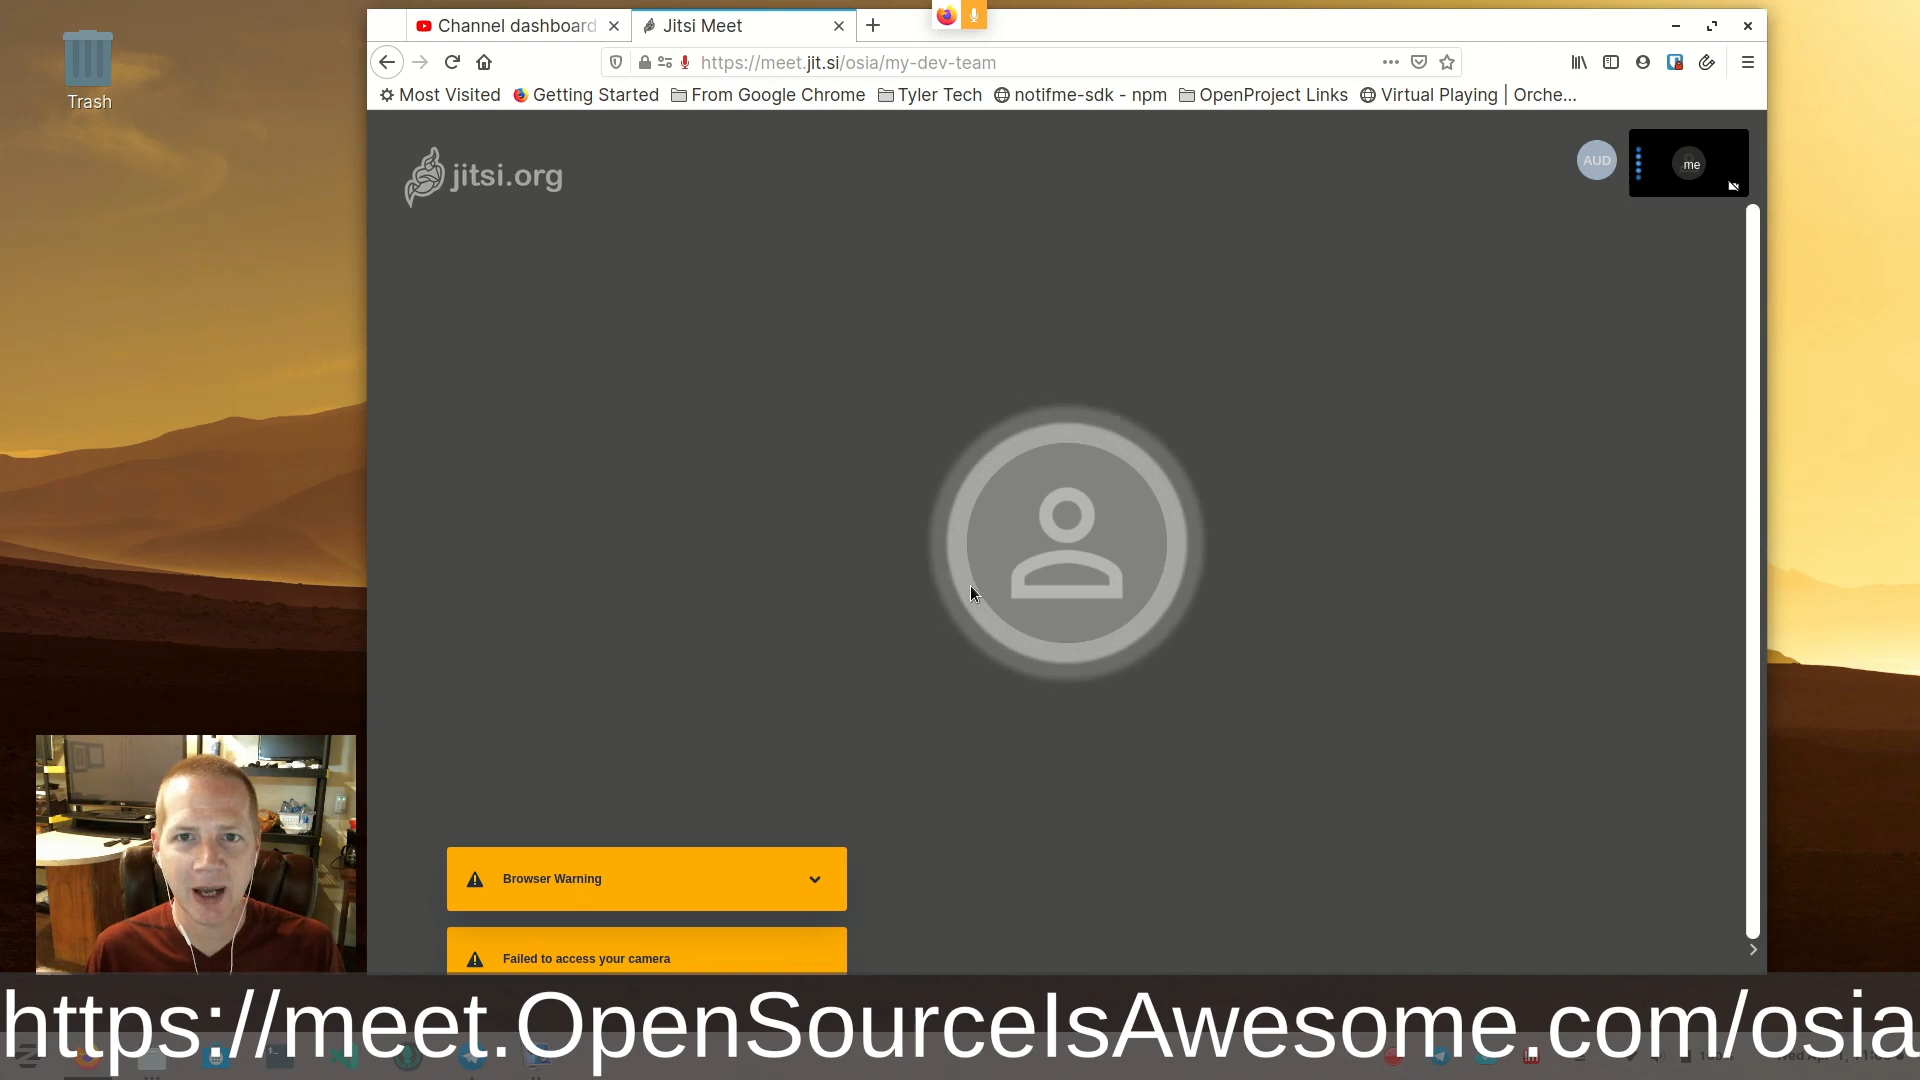 Trash
Channel dashboard
Jitsi Meet
https://meet.jit.si/osia/my-dev-team
Most Visited
Getting Started
From Google Chrome
Tyler Tech
notifme-sdk - npm
OpenProject Links
Virtual Playing | Orche...
jitsi.org
AUD
me
Browser Warning
Failed to access your camera
https://meet.OpenSourceIsAwesome.com/osia